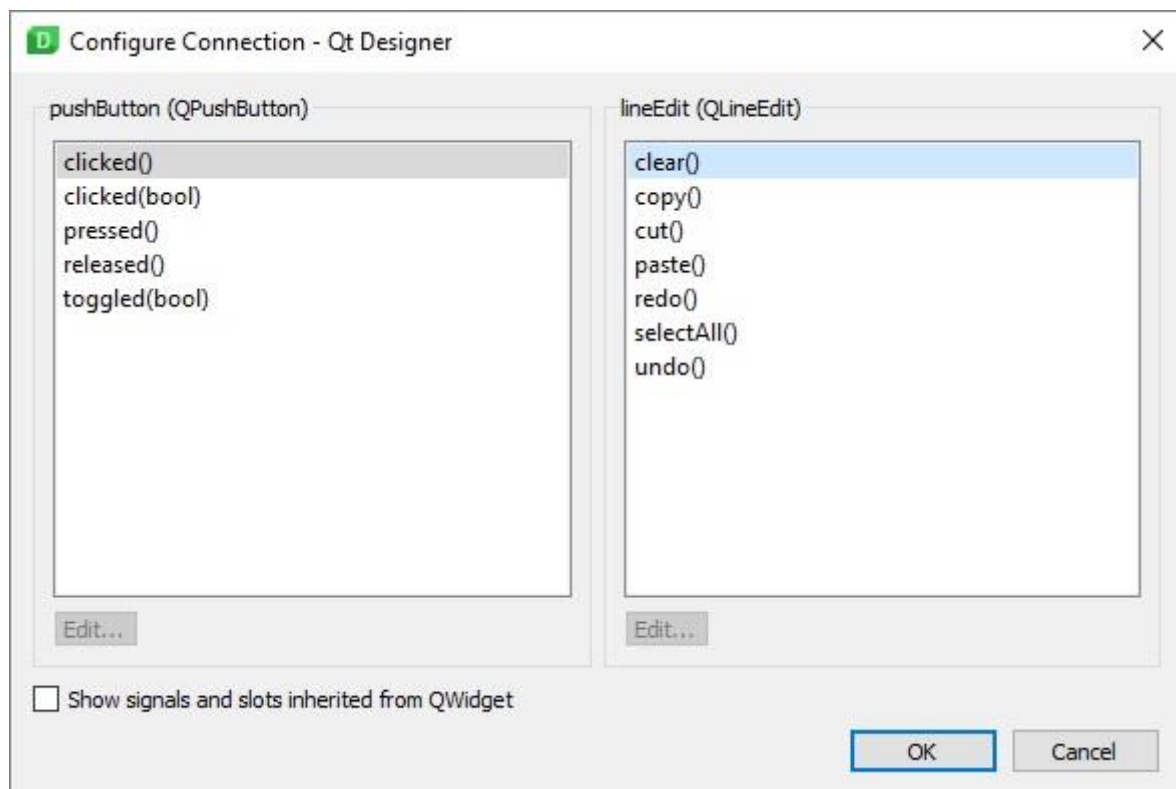 Configure Connection - Qt Designer
pushButton (QPushButton)
clicked()
clicked(bool)
pressed()
released()
toggled(bool)
Edit...
lineEdit (QLineEdit)
clear()
copy()
cut()
paste()
redo()
selectAll()
undo()
Edit...
Show signals and slots inherited from QWidget
OK
Cancel